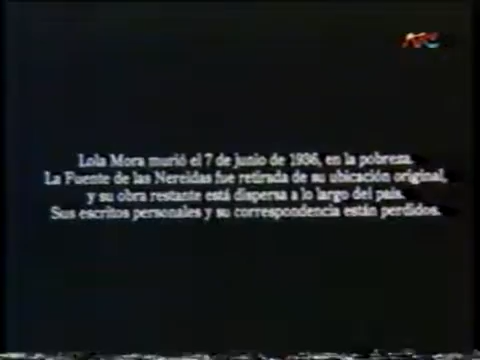 ATC
Lola Mora murió el 7 de junio de 1936, en la pobreza.
La Fuente de las Nereidas fue retirada de su ubicación original,
y su obra restante está dispersa a lo largo del país.
Sus escritos personales y su correspondencia están perdidos.